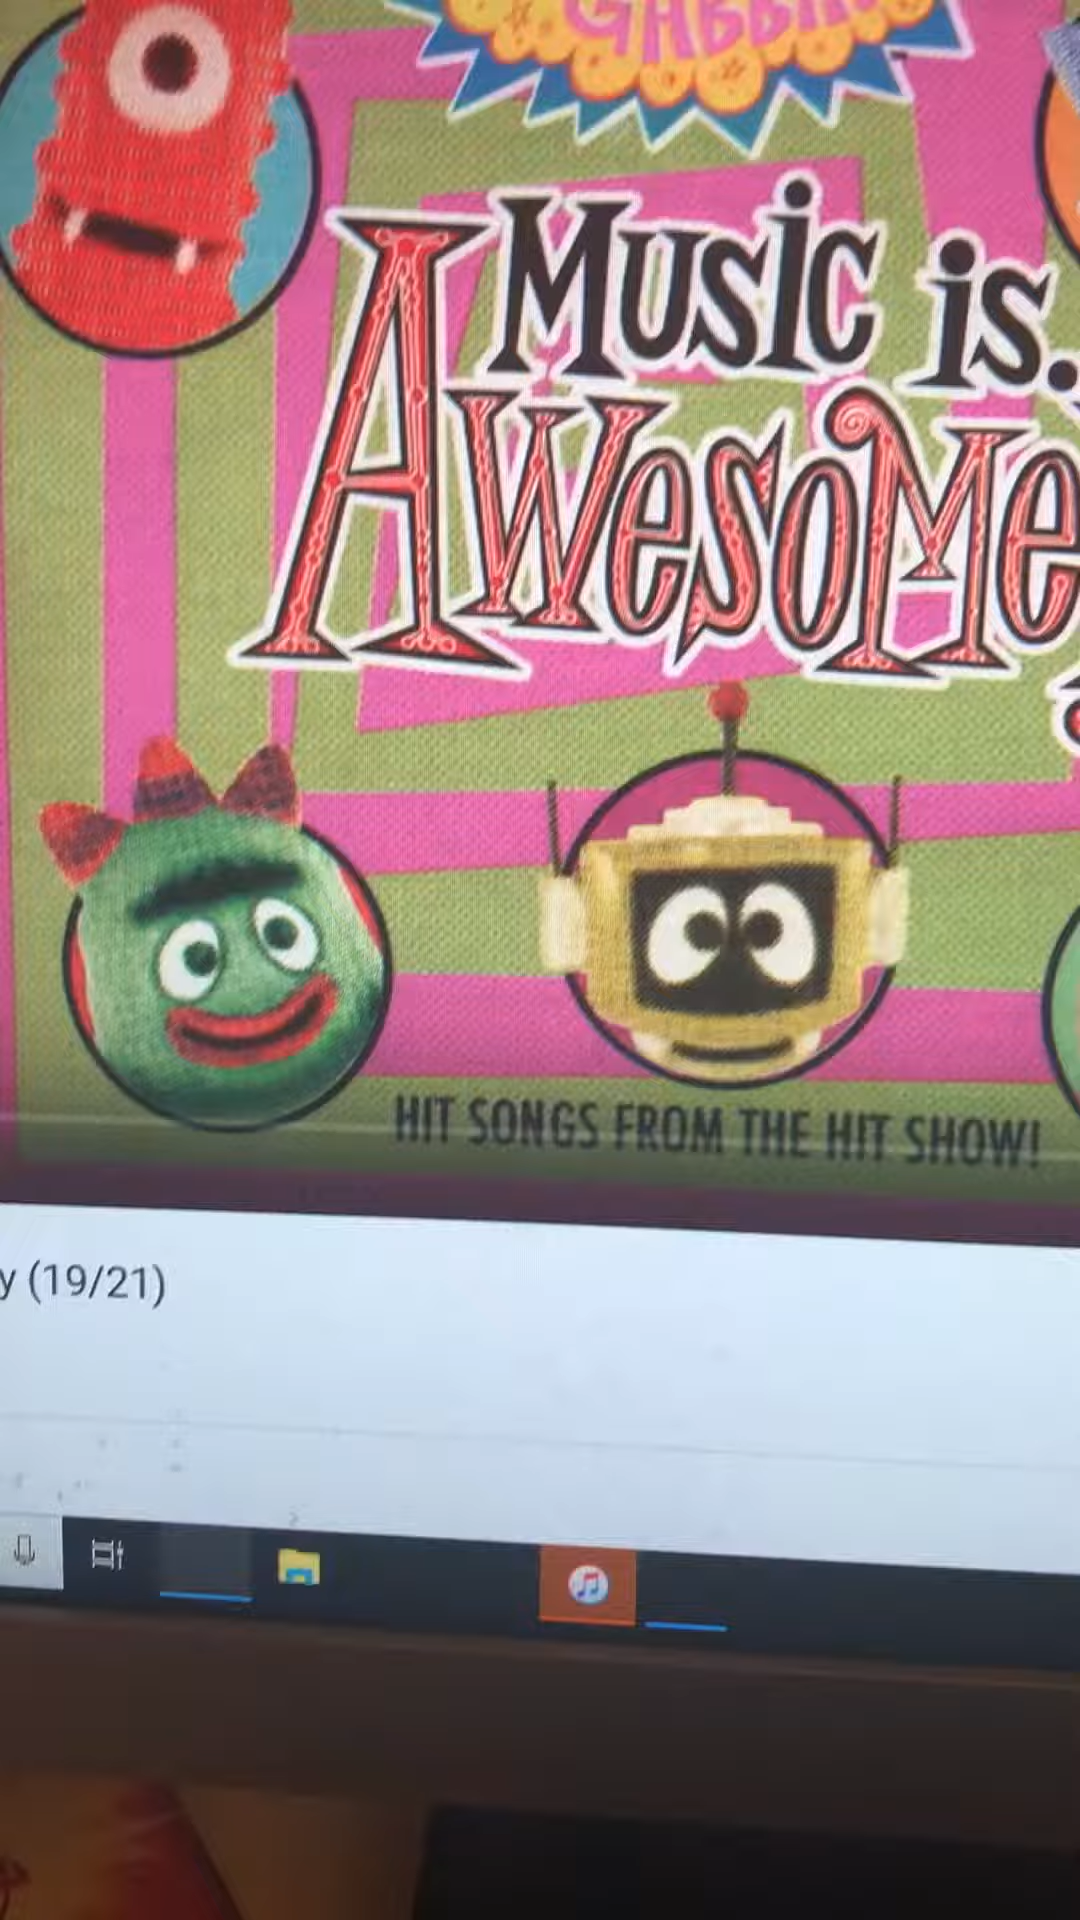 GABBA
Music is.
AwesoMe
HIT SONGS FROM THE HIT SHOW!
y (19/21)